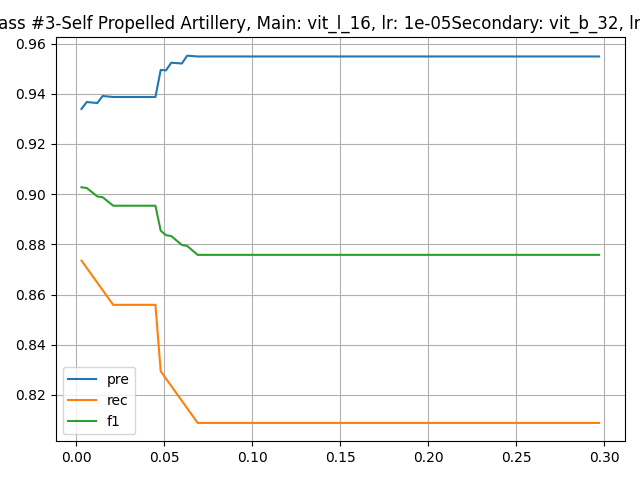 ass #3-Self Propelled Artillery, Main: vit_l_16, lr: 1e-05Secondary: vit_b_32, lr
0.96
0.94
0.92
0.90
0.88
0.86
0.84
0.82
pre
rec
f1
0.00 0.05 0.10 0.15 0.20 0.25 0.30